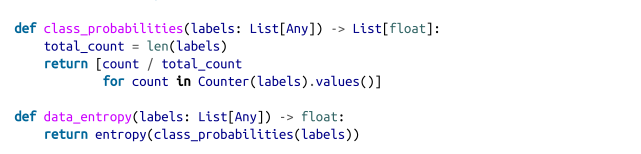 def class_probabilities(labels: List[Any]) -> List[float]:
    total_count = len(labels)
    return [count / total_count
            for count in Counter(labels).values()]

def data_entropy(labels: List[Any]) -> float:
    return entropy(class_probabilities(labels))